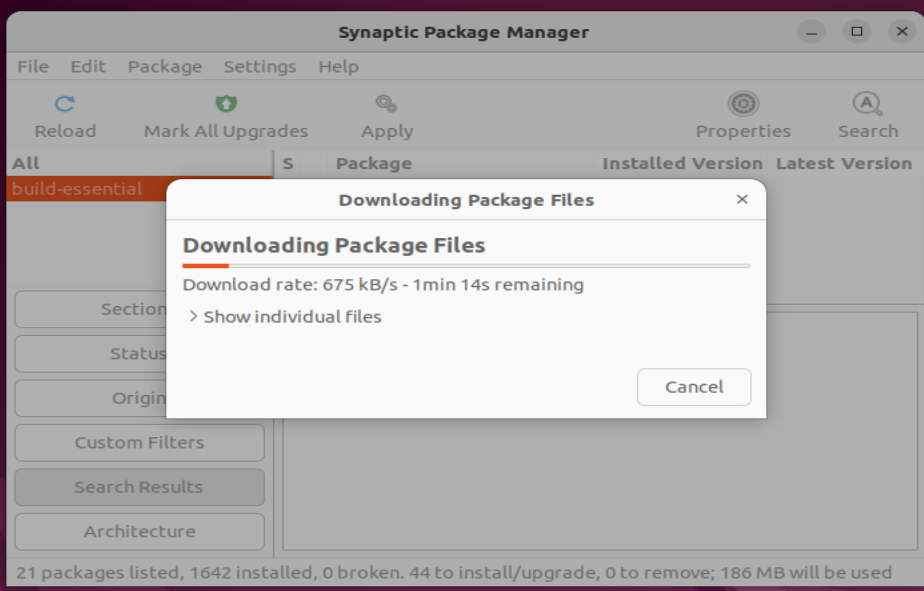 Synaptic Package Manager
File Edit Package Settings Help
Reload Mark All Upgrades Apply Properties Search
All S Package Installed Version Latest Version
build-essential
Downloading Package Files
Downloading Package Files
Download rate: 675 kB/s - 1min 14s remaining
Show individual files
Cancel
Section
Status
Origin
Custom Filters
Search Results
Architecture
21 packages listed, 1642 installed, 0 broken. 44 to install/upgrade, 0 to remove; 186 MB will be used